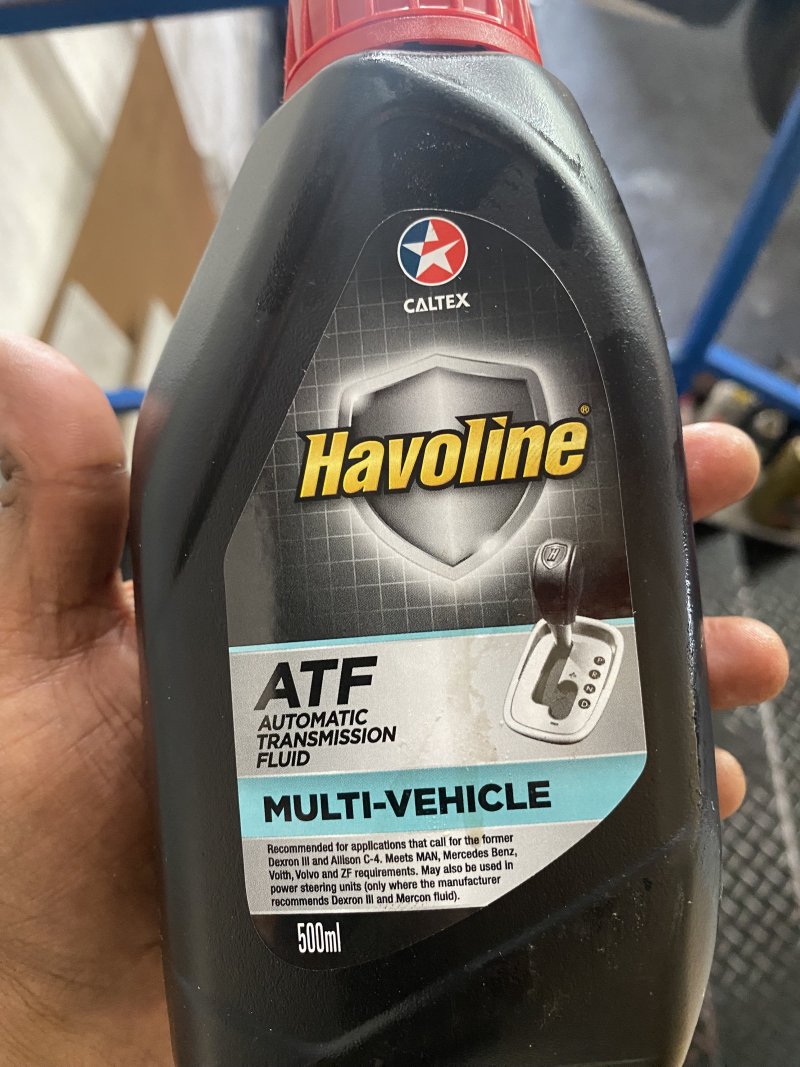 CALTEX
Havoline®
H
P
R
N
D
ATF
AUTOMATIC
TRANSMISSION
FLUID
MULTI-VEHICLE
Recommended for applications that call for the former
Dexron III and Allison C-4. Meets MAN, Mercedes Benz,
Voith, Volvo and ZF requirements. May also be used in
power steering units (only where the manufacturer
recommends Dexron III and Mercon fluid).
500ml